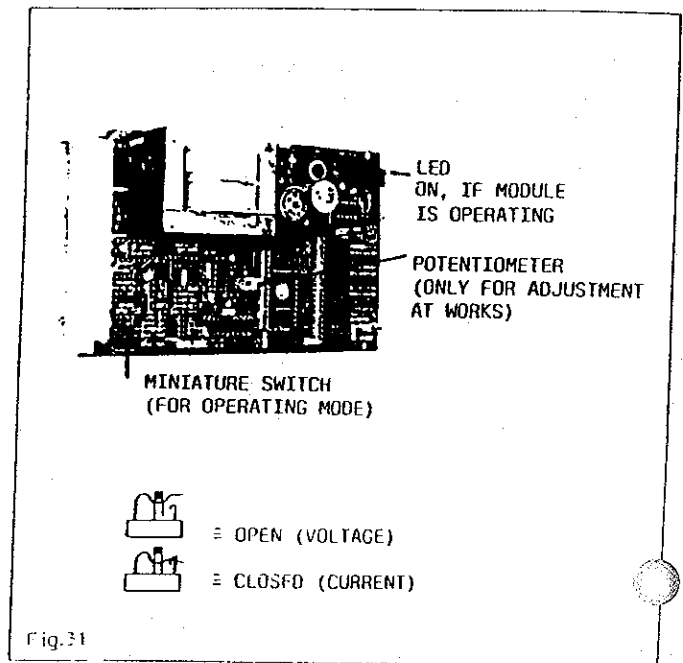 LED
ON, IF MODULE
IS OPERATING
POTENTIOMETER
(ONLY FOR ADJUSTMENT
AT WORKS)
MINIATURE SWITCH
(FOR OPERATING MODE)
≡ OPEN (VOLTAGE)
≡ CLOSED (CURRENT)
Fig.31